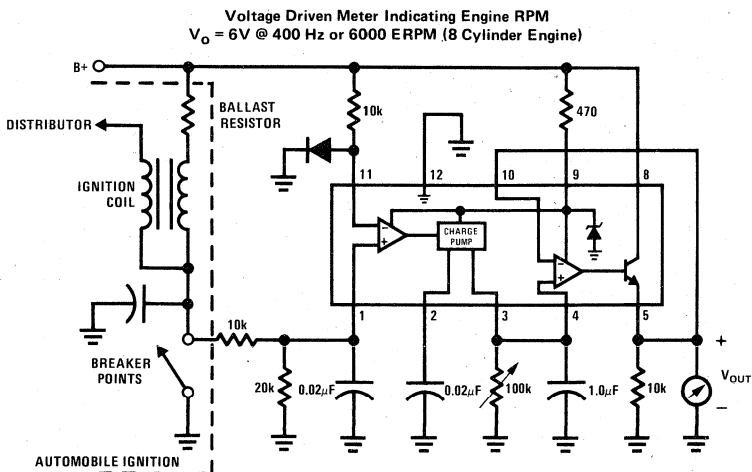 Voltage Driven Meter Indicating Engine RPM
Vo = 6V @ 400 Hz or 6000 ERPM (8 Cylinder Engine)
B+
BALLAST
RESISTOR
10k
470
DISTRIBUTOR
IGNITION
COIL
11
12
10
9
8
−
+
CHARGE
PUMP
−
+
1
2
3
4
5
10k
BREAKER
POINTS
20k
0.02μF
0.02μF
100k
1.0μF
10k
+
VOUT
−
AUTOMOBILE IGNITION